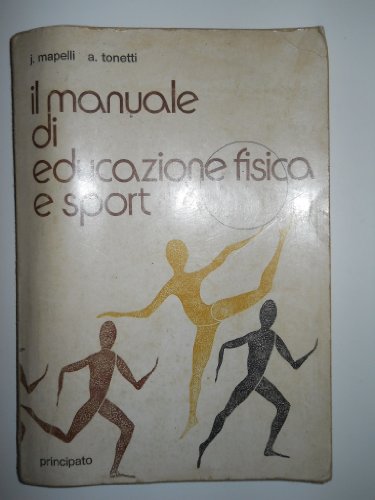 j. mapelli a. tonetti
il manuale
di
educazione fisica
e sport
principato